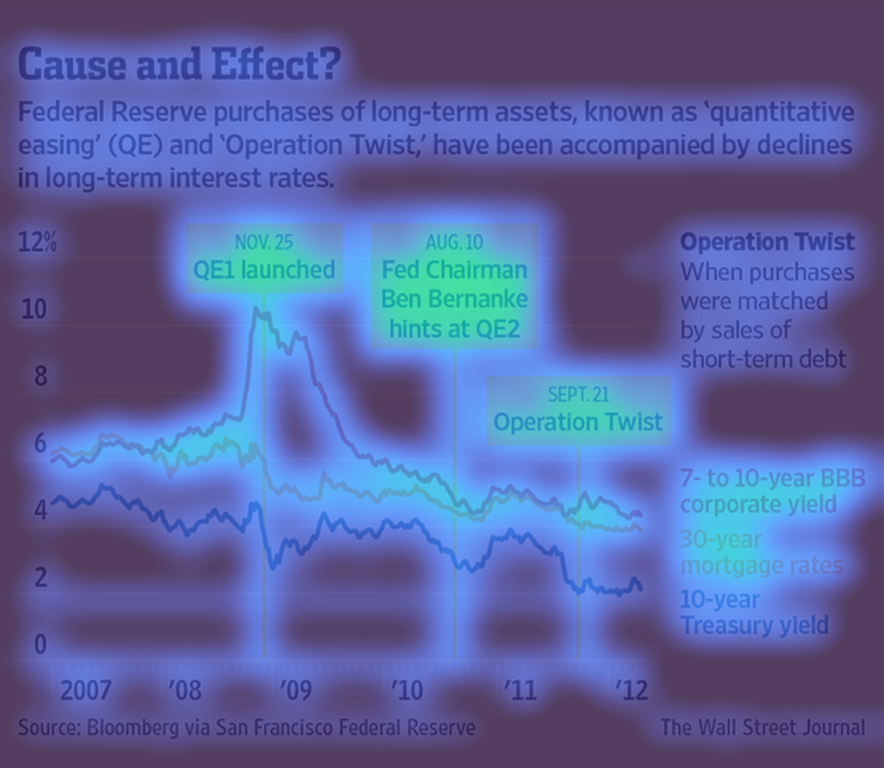 Cause and Effect?
Federal Reserve purchases of long-term assets, known as ‘quantitative
easing’ (QE) and ‘Operation Twist,’ have been accompanied by declines
in long-term interest rates.
12%
10
8
6
4
2
0
NOV. 25
QE1 launched
AUG. 10
Fed Chairman
Ben Bernanke
hints at QE2
SEPT. 21
Operation Twist
Operation Twist
When purchases
were matched
by sales of
short-term debt
7- to 10-year BBB
corporate yield
30-year
mortgage rates
10-year
Treasury yield
2007 ’08 ’09 ’10 ’11 ’12
Source: Bloomberg via San Francisco Federal Reserve
The Wall Street Journal